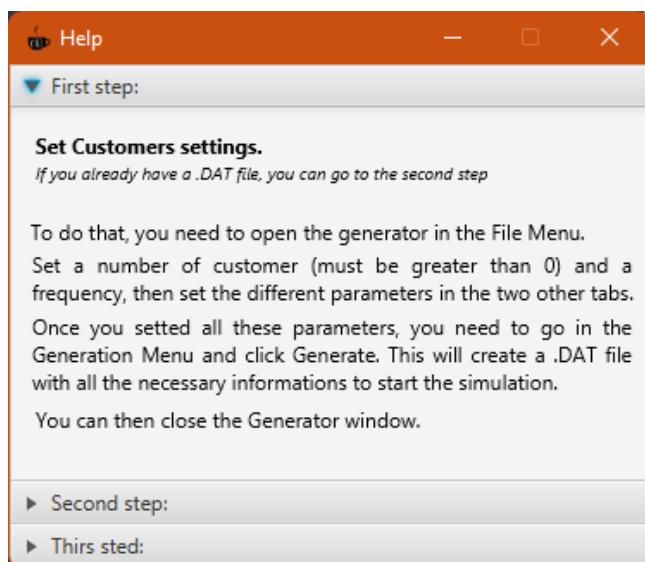 Help
First step:
Set Customers settings.
If you already have a .DAT file, you can go to the second step
To do that, you need to open the generator in the File Menu.
Set a number of customer (must be greater than 0) and a
frequency, then set the different parameters in the two other tabs.
Once you setted all these parameters, you need to go in the
Generation Menu and click Generate. This will create a .DAT file
with all the necessary informations to start the simulation.
You can then close the Generator window.
Second step:
Thirs sted: